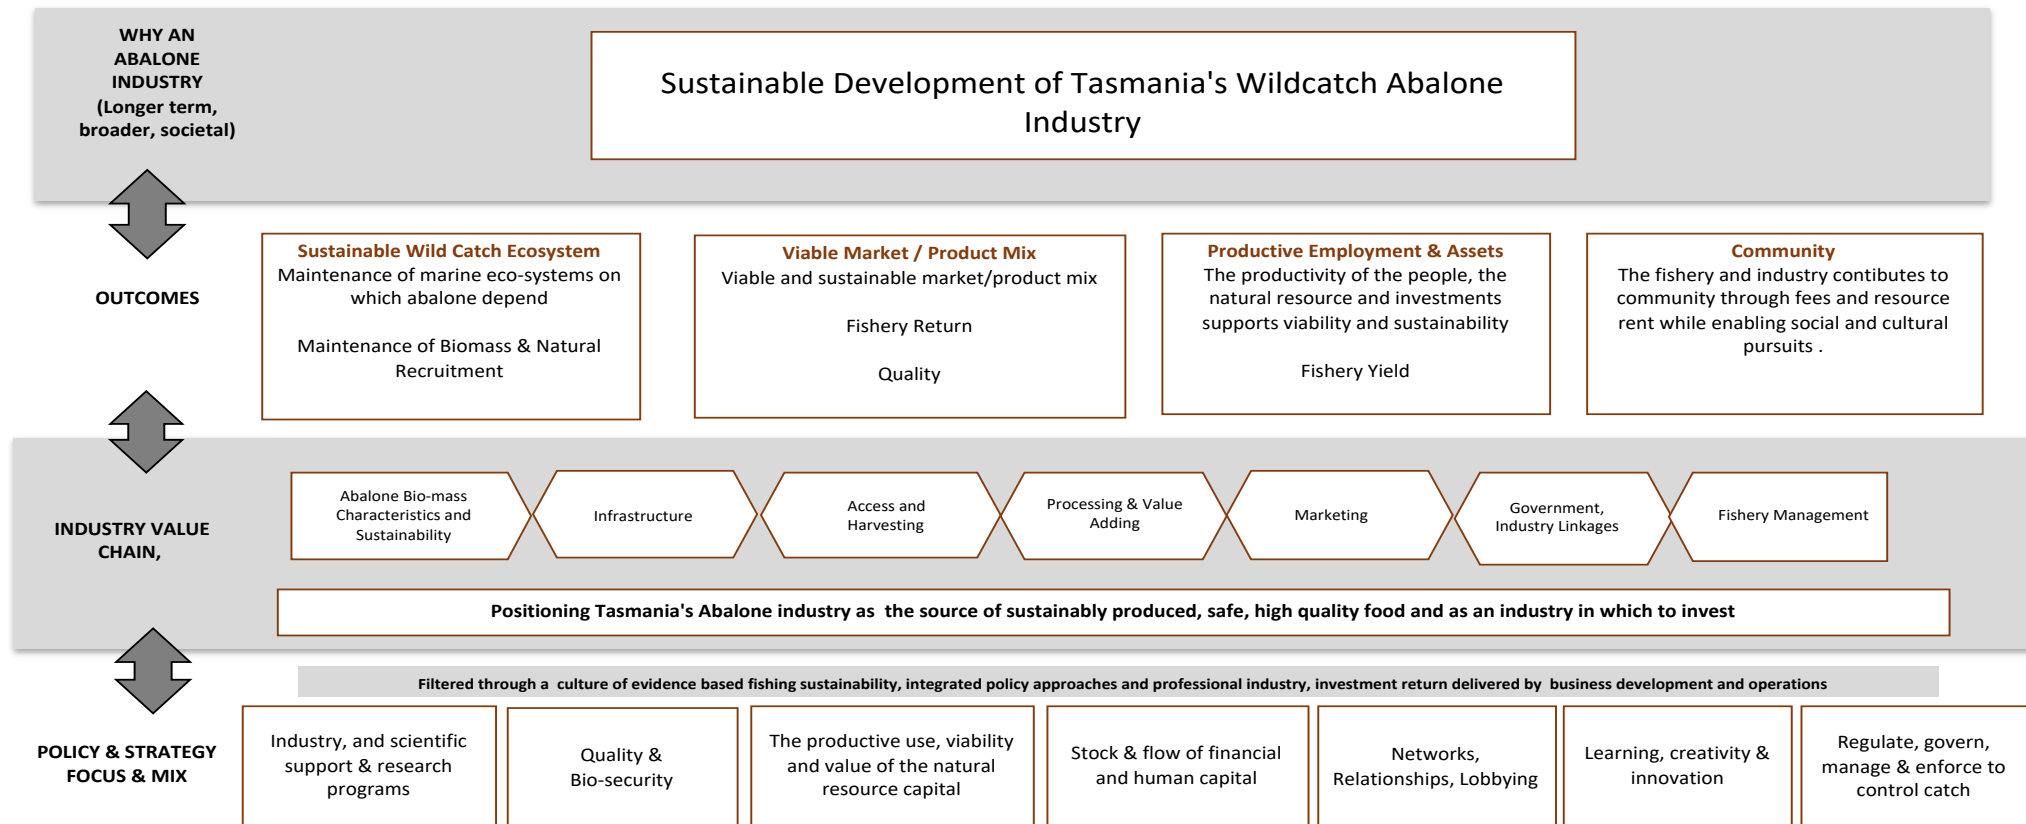 WHY AN
ABALONE
INDUSTRY
(Longer term,
broader, societal)
Sustainable Development of Tasmania's Wildcatch Abalone
Industry
OUTCOMES
Sustainable Wild Catch Ecosystem
Maintenance of marine eco-systems on
which abalone depend
Maintenance of Biomass & Natural
Recruitment
Viable Market / Product Mix
Viable and sustainable market/product mix
Fishery Return
Quality
Productive Employment & Assets
The productivity of the people, the
natural resource and investments
supports viability and sustainability
Fishery Yield
Community
The fishery and industry contibutes to
community through fees and resource
rent while enabling social and cultural
pursuits .
INDUSTRY VALUE
CHAIN,
Abalone Bio-mass
Characteristics and
Sustainability
Infrastructure
Access and
Harvesting
Processing & Value
Adding
Marketing
Government,
Industry Linkages
Fishery Management
Positioning Tasmania's Abalone industry as the source of sustainably produced, safe, high quality food and as an industry in which to invest
Filtered through a culture of evidence based fishing sustainability, integrated policy approaches and professional industry, investment return delivered by business development and operations
POLICY & STRATEGY
FOCUS & MIX
Industry, and scientific
support & research
programs
Quality &
Bio-security
The productive use, viability
and value of the natural
resource capital
Stock & flow of financial
and human capital
Networks,
Relationships, Lobbying
Learning, creativity &
innovation
Regulate, govern,
manage & enforce to
control catch